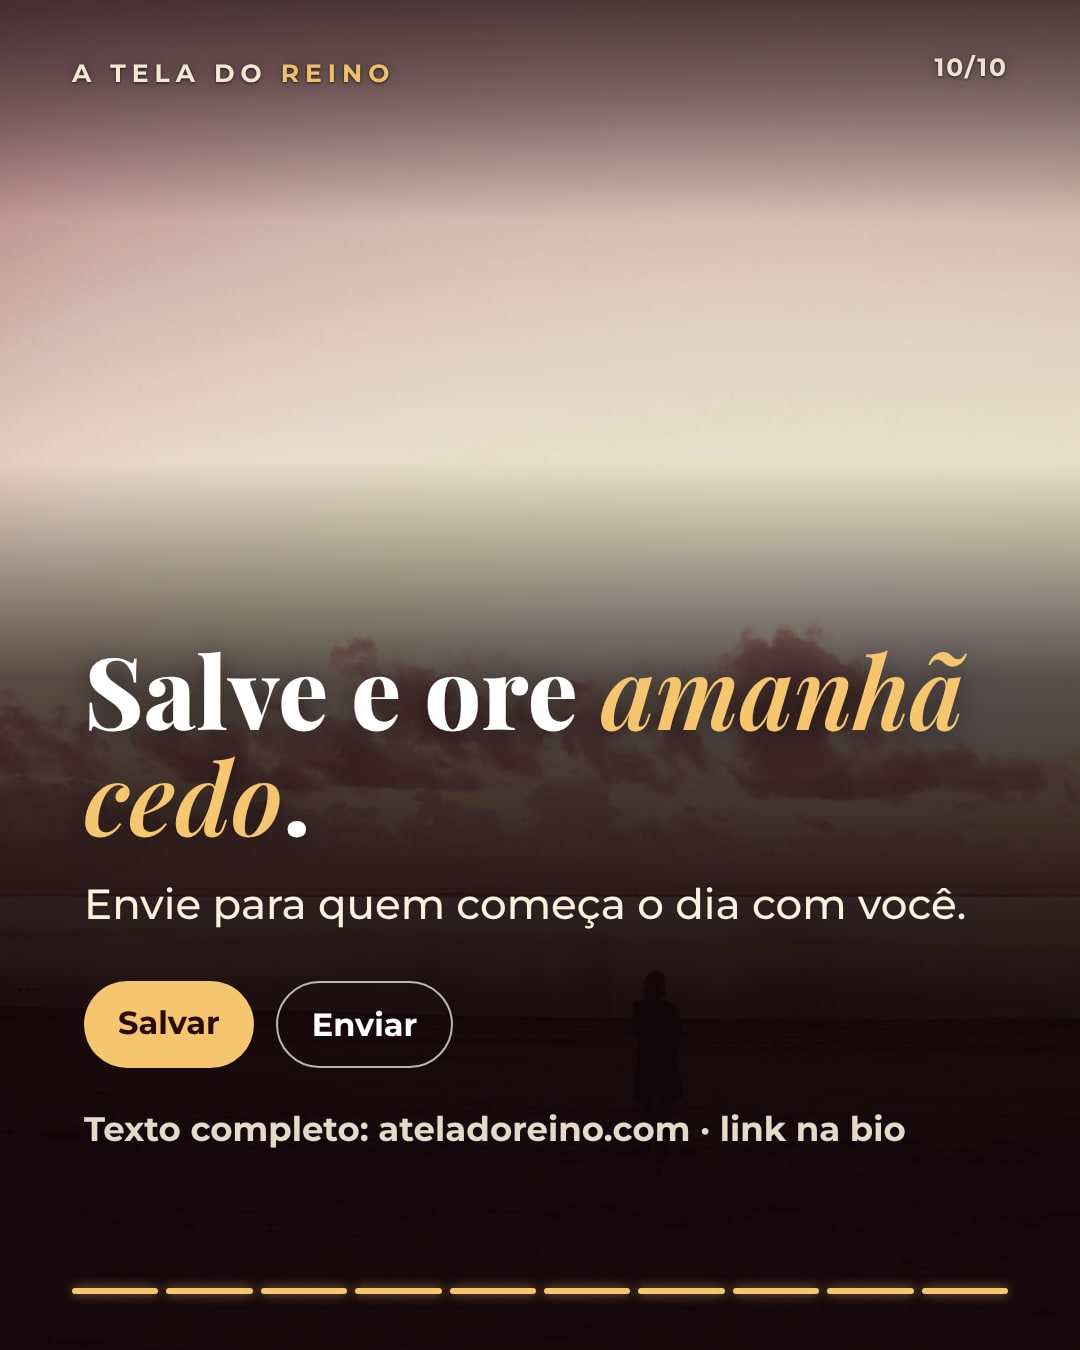 A TELA DO REINO
10/10
Salve e ore amanhã
cedo.
Envie para quem começa o dia com você.
Salvar
Enviar
Texto completo: ateladoreino.com · link na bio